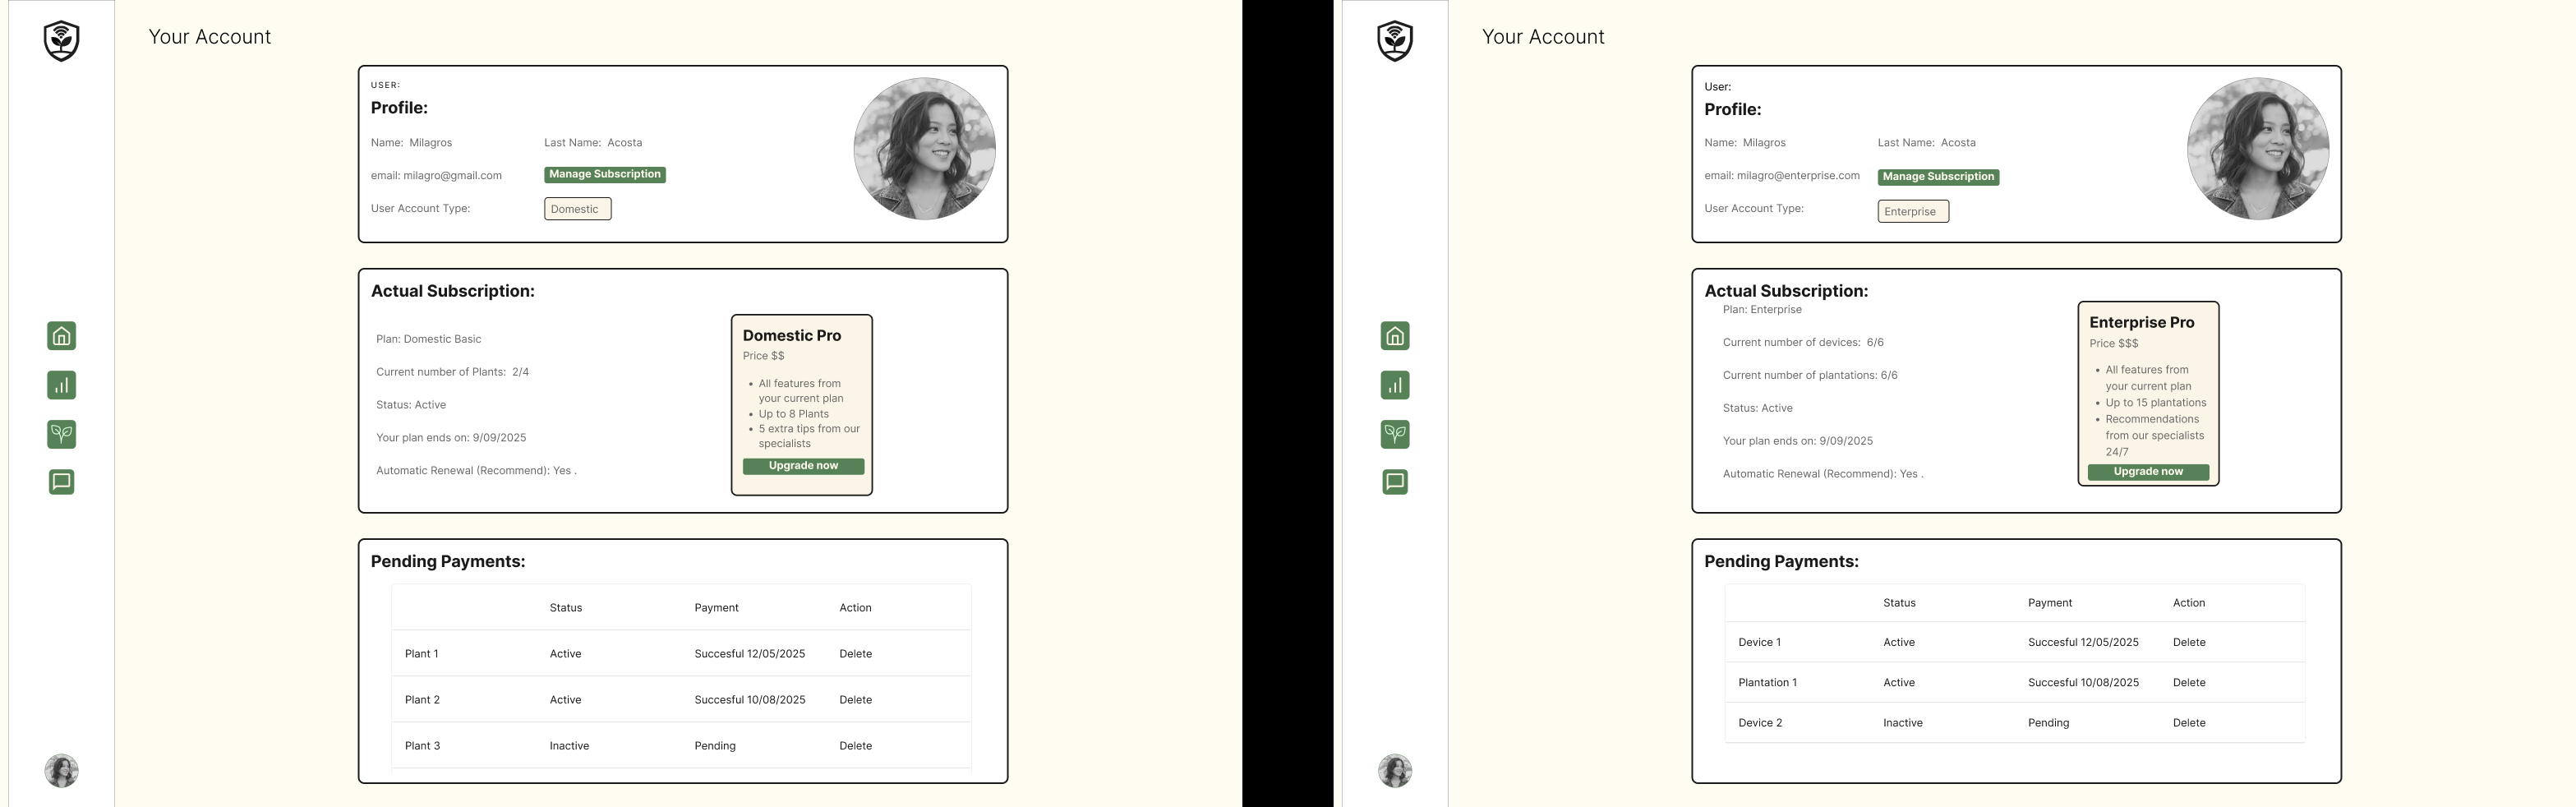 Your Account
USER:
Profile:
Name: Milagros
Last Name: Acosta
email: milagro@gmail.com
Manage Subscription
User Account Type:
Domestic
Actual Subscription:
Plan: Domestic Basic
Current number of Plants: 2/4
Status: Active
Your plan ends on: 9/09/2025
Automatic Renewal (Recommend): Yes .
Domestic Pro
Price $$
• All features from
your current plan
• Up to 8 Plants
• 5 extra tips from our
specialists
Upgrade now
Pending Payments:
Status Payment Action
Plant 1 Active Succesful 12/05/2025 Delete
Plant 2 Active Succesful 10/08/2025 Delete
Plant 3 Inactive Pending Delete
Your Account
User:
Profile:
Name: Milagros
Last Name: Acosta
email: milagro@enterprise.com
Manage Subscription
User Account Type:
Enterprise
Actual Subscription:
Plan: Enterprise
Current number of devices: 6/6
Current number of plantations: 6/6
Status: Active
Your plan ends on: 9/09/2025
Automatic Renewal (Recommend): Yes .
Enterprise Pro
Price $$$
• All features from
your current plan
• Up to 15 plantations
• Recommendations
from our specialists
24/7
Upgrade now
Pending Payments:
Status Payment Action
Device 1 Active Succesful 12/05/2025 Delete
Plantation 1 Active Succesful 10/08/2025 Delete
Device 2 Inactive Pending Delete